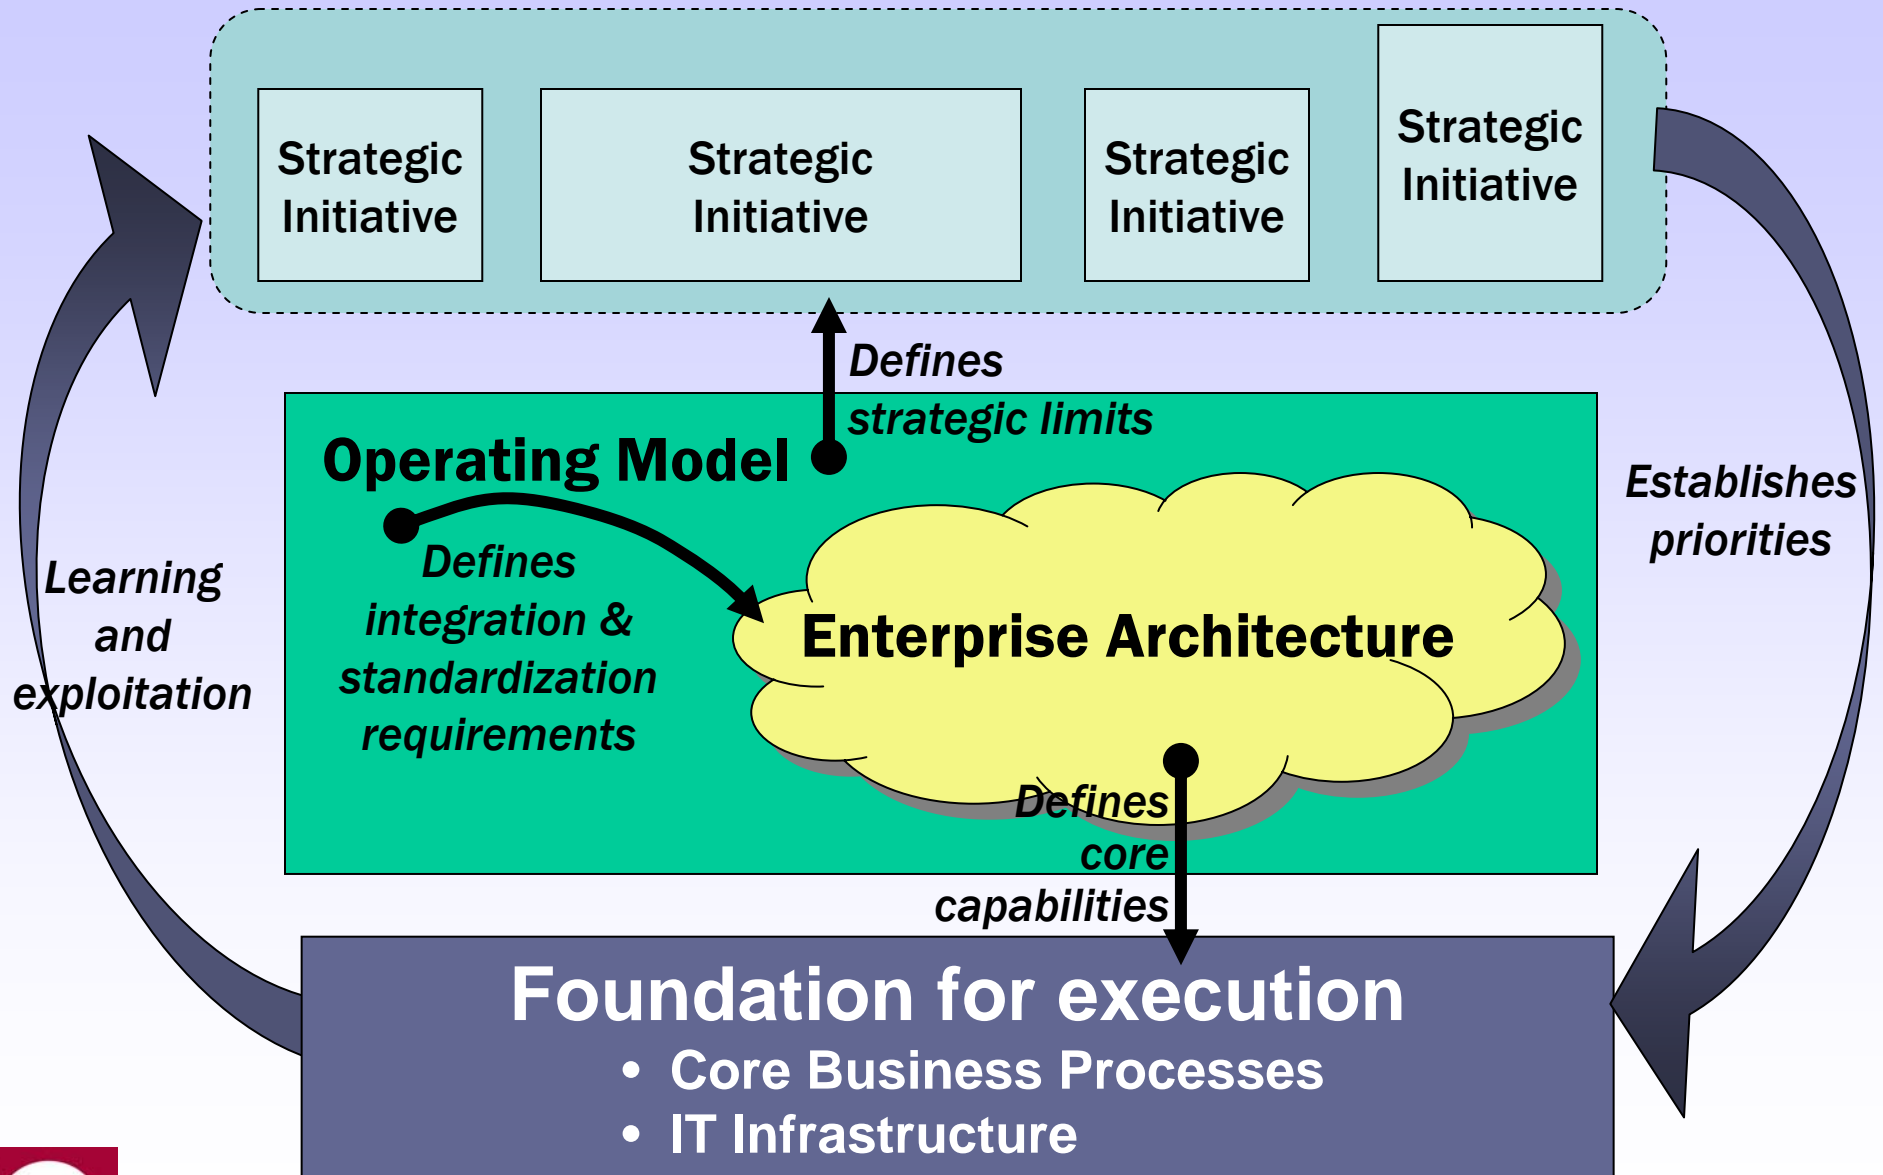 Strategic
Initiative
Strategic
Initiative
Strategic
Initiative
Strategic
Initiative
Defines
strategic limits
Operating Model
Defines
integration &
standardization
requirements
Enterprise Architecture
Establishes
priorities
Learning
and
exploitation
Defines
core
capabilities
Foundation for execution
• Core Business Processes
• IT Infrastructure